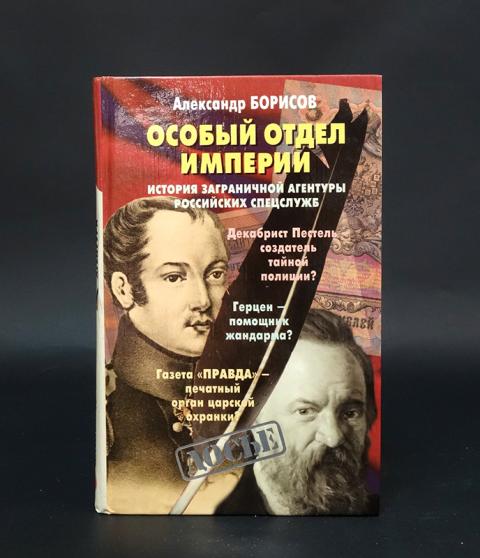 Александр БОРИСОВ
ОСОБЫЙ ОТДЕЛ
ИМПЕРИИ
ИСТОРИЯ ЗАГРАНИЧНОЙ АГЕНТУРЫ
РОССИЙСКИХ СПЕЦСЛУЖБ
Декабрист Пестель –
создатель
тайной
полиции?
Герцен –
помощник
жандарма?
Газета «ПРАВДА» –
печатный
орган царской
охранки?
ДОСЬЕ